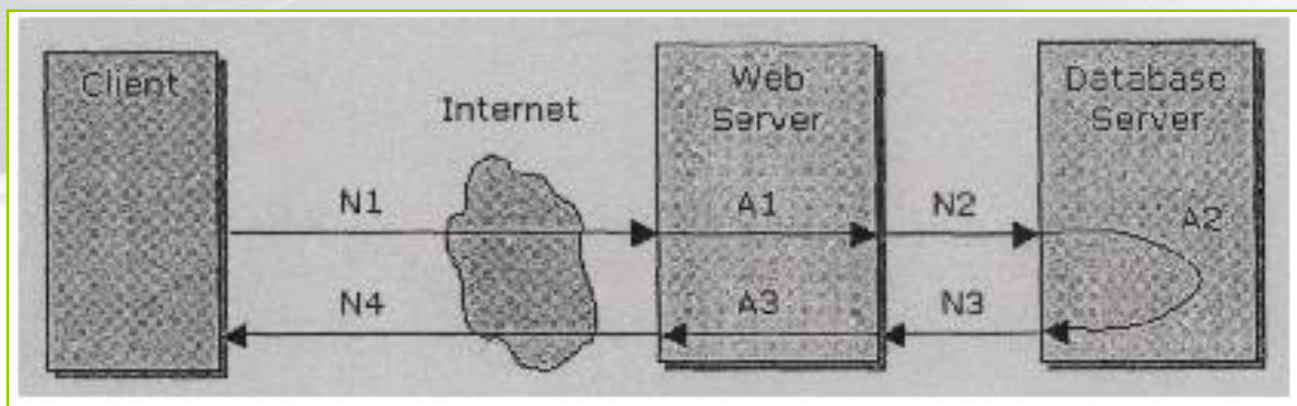 Client
Internet
Web
Server
Database
Server
N1
A1
N2
A2
N4
A3
N3